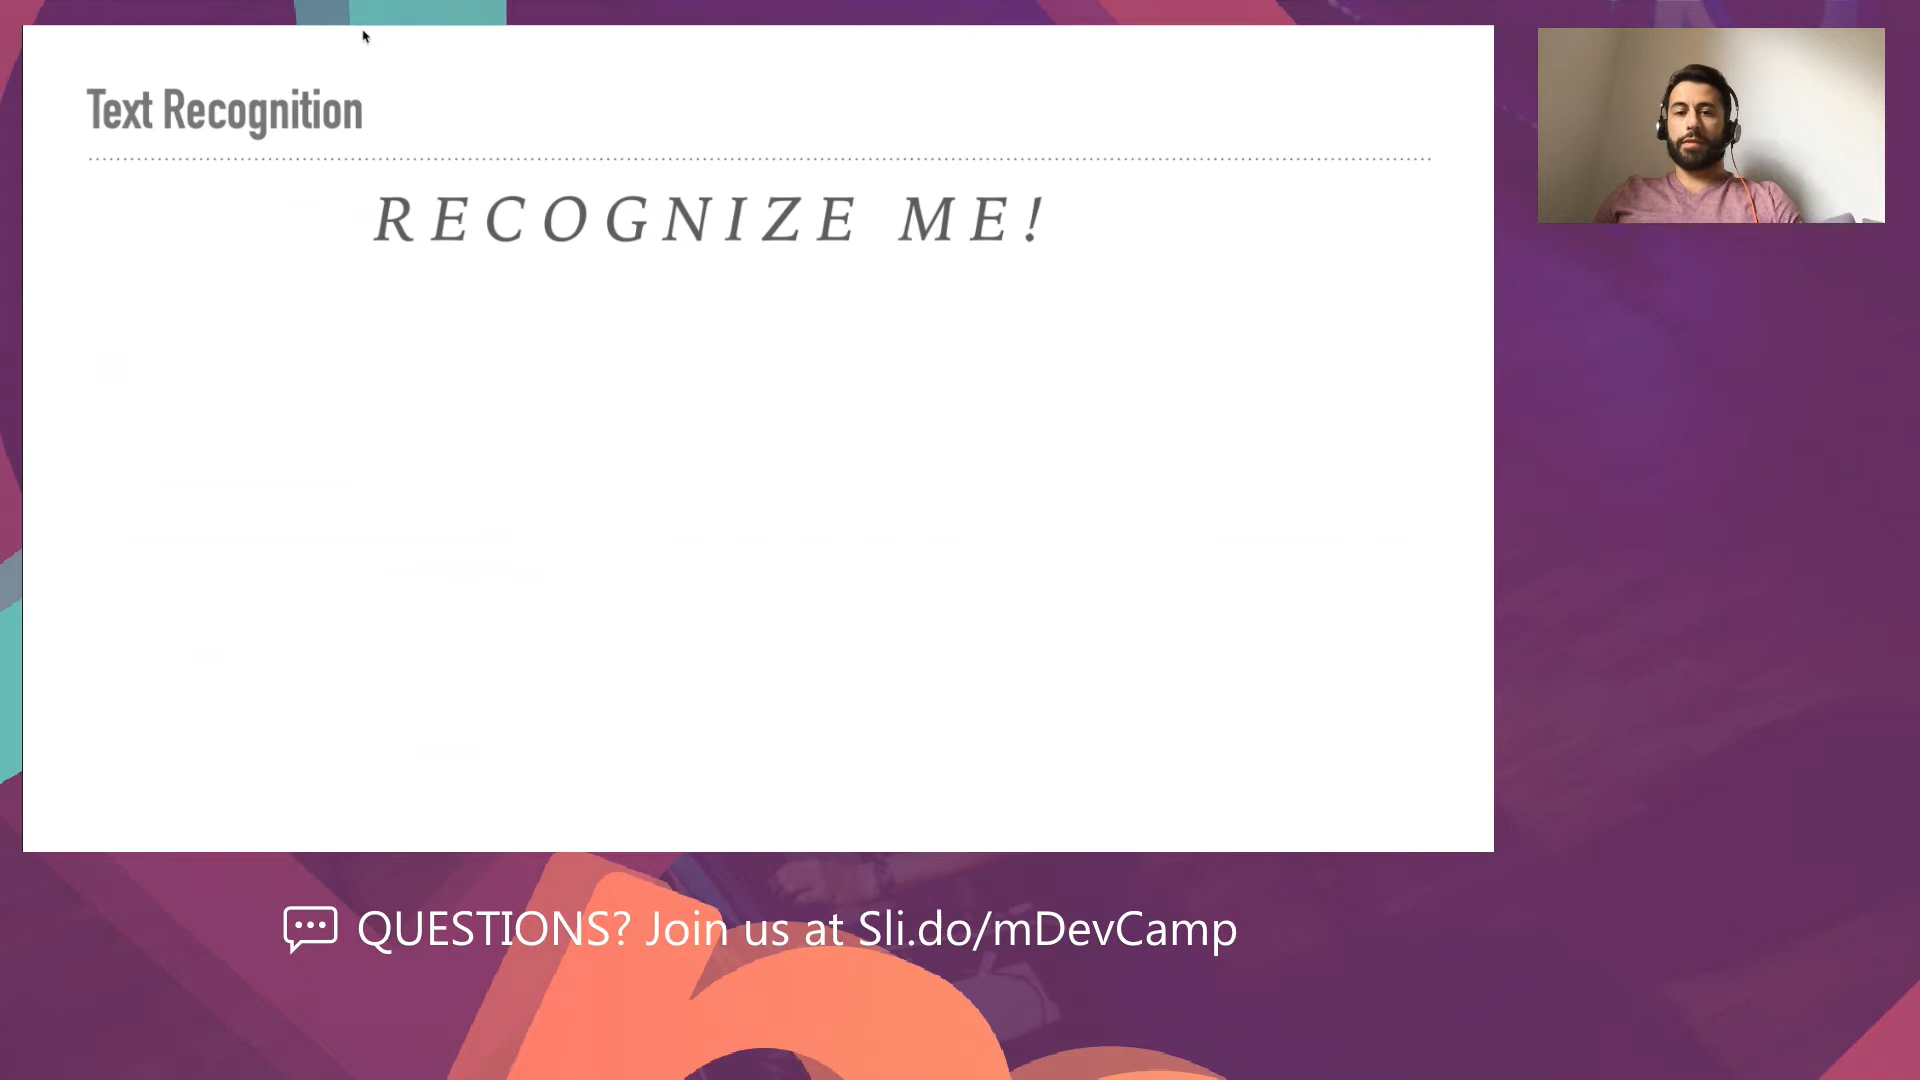 Text Recognition
RECOGNIZE ME!
QUESTIONS? Join us at Sli.do/mDevCamp